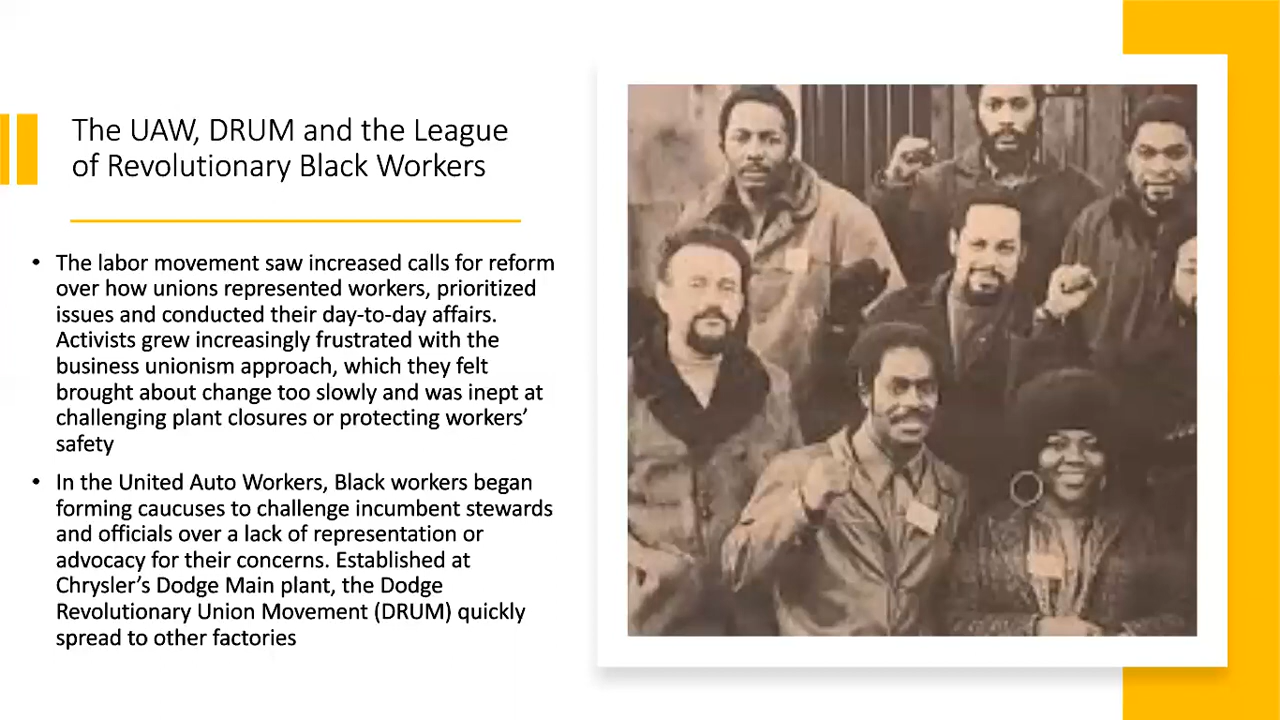 The UAW, DRUM and the League
of Revolutionary Black Workers
• The labor movement saw increased calls for reform
over how unions represented workers, prioritized
issues and conducted their day-to-day affairs.
Activists grew increasingly frustrated with the
business unionism approach, which they felt
brought about change too slowly and was inept at
challenging plant closures or protecting workers’
safety
• In the United Auto Workers, Black workers began
forming caucuses to challenge incumbent stewards
and officials over a lack of representation or
advocacy for their concerns. Established at
Chrysler’s Dodge Main plant, the Dodge
Revolutionary Union Movement (DRUM) quickly
spread to other factories